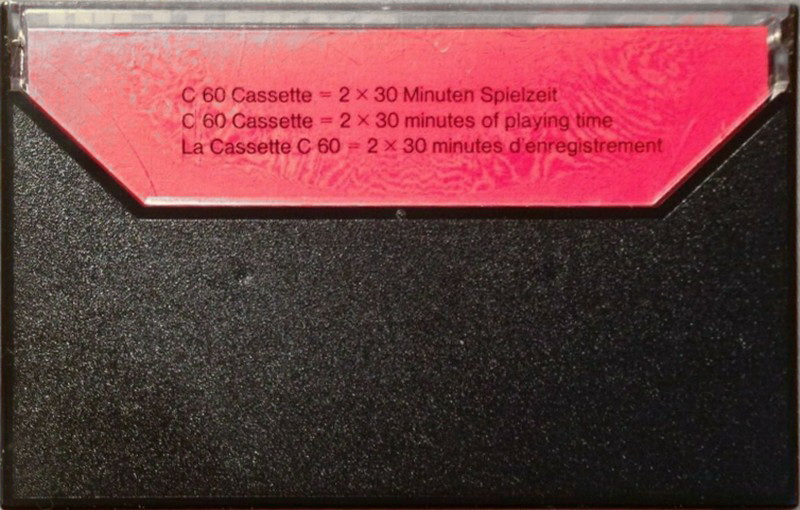 C 60 Cassette = 2 × 30 Minuten Spielzeit
C 60 Cassette = 2 × 30 minutes of playing time
La Cassette C 60 = 2 × 30 minutes d'enregistrement